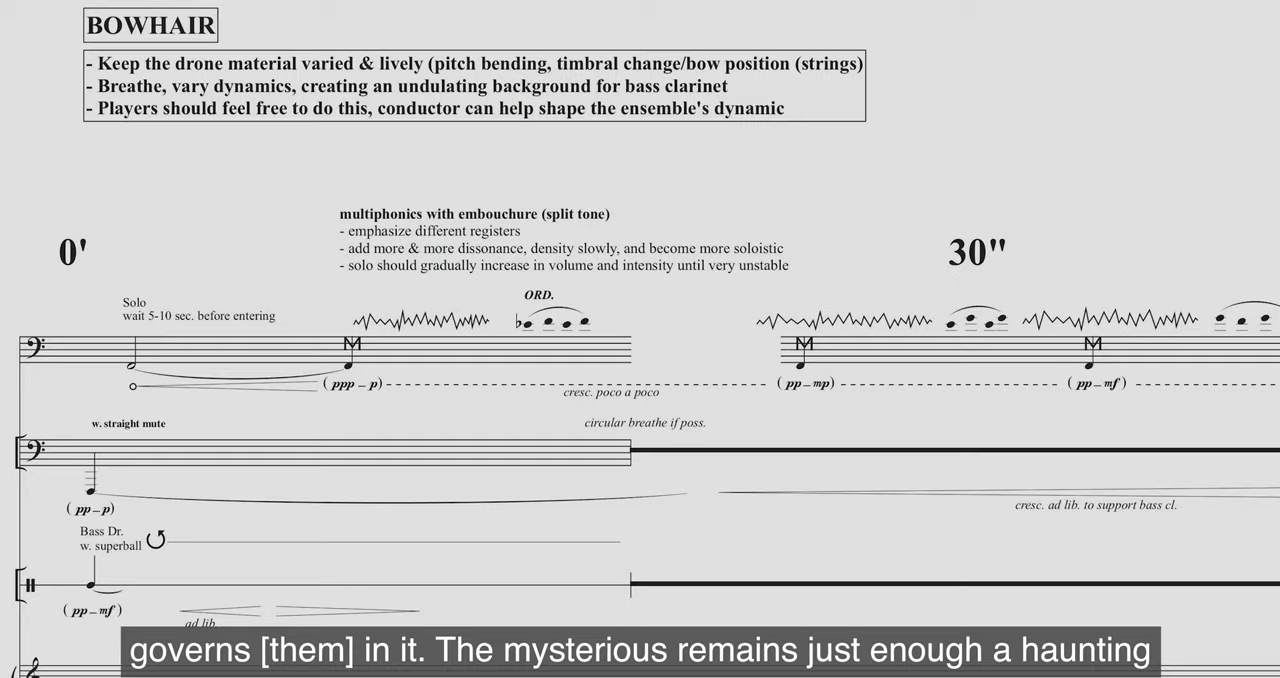 BOWHAIR
- Keep the drone material varied & lively (pitch bending, timbral change/bow position (strings)
- Breathe, vary dynamics, creating an undulating background for bass clarinet
- Players should feel free to do this, conductor can help shape the ensemble's dynamic
multiphonics with embouchure (split tone)
- emphasize different registers
- add more & more dissonance, density slowly, and become more soloistic
- solo should gradually increase in volume and intensity until very unstable
0'
30"
Solo
wait 5-10 sec. before entering
ORD.
(ppp – p)
(pp – mp)
(pp – mf)
cresc. poco a poco
w. straight mute
circular breathe if poss.
(pp – p)
cresc. ad lib. to support bass cl.
Bass Dr.
w. superball
(pp – mf)
ad lib
governs [them] in it. The mysterious remains just enough a haunting